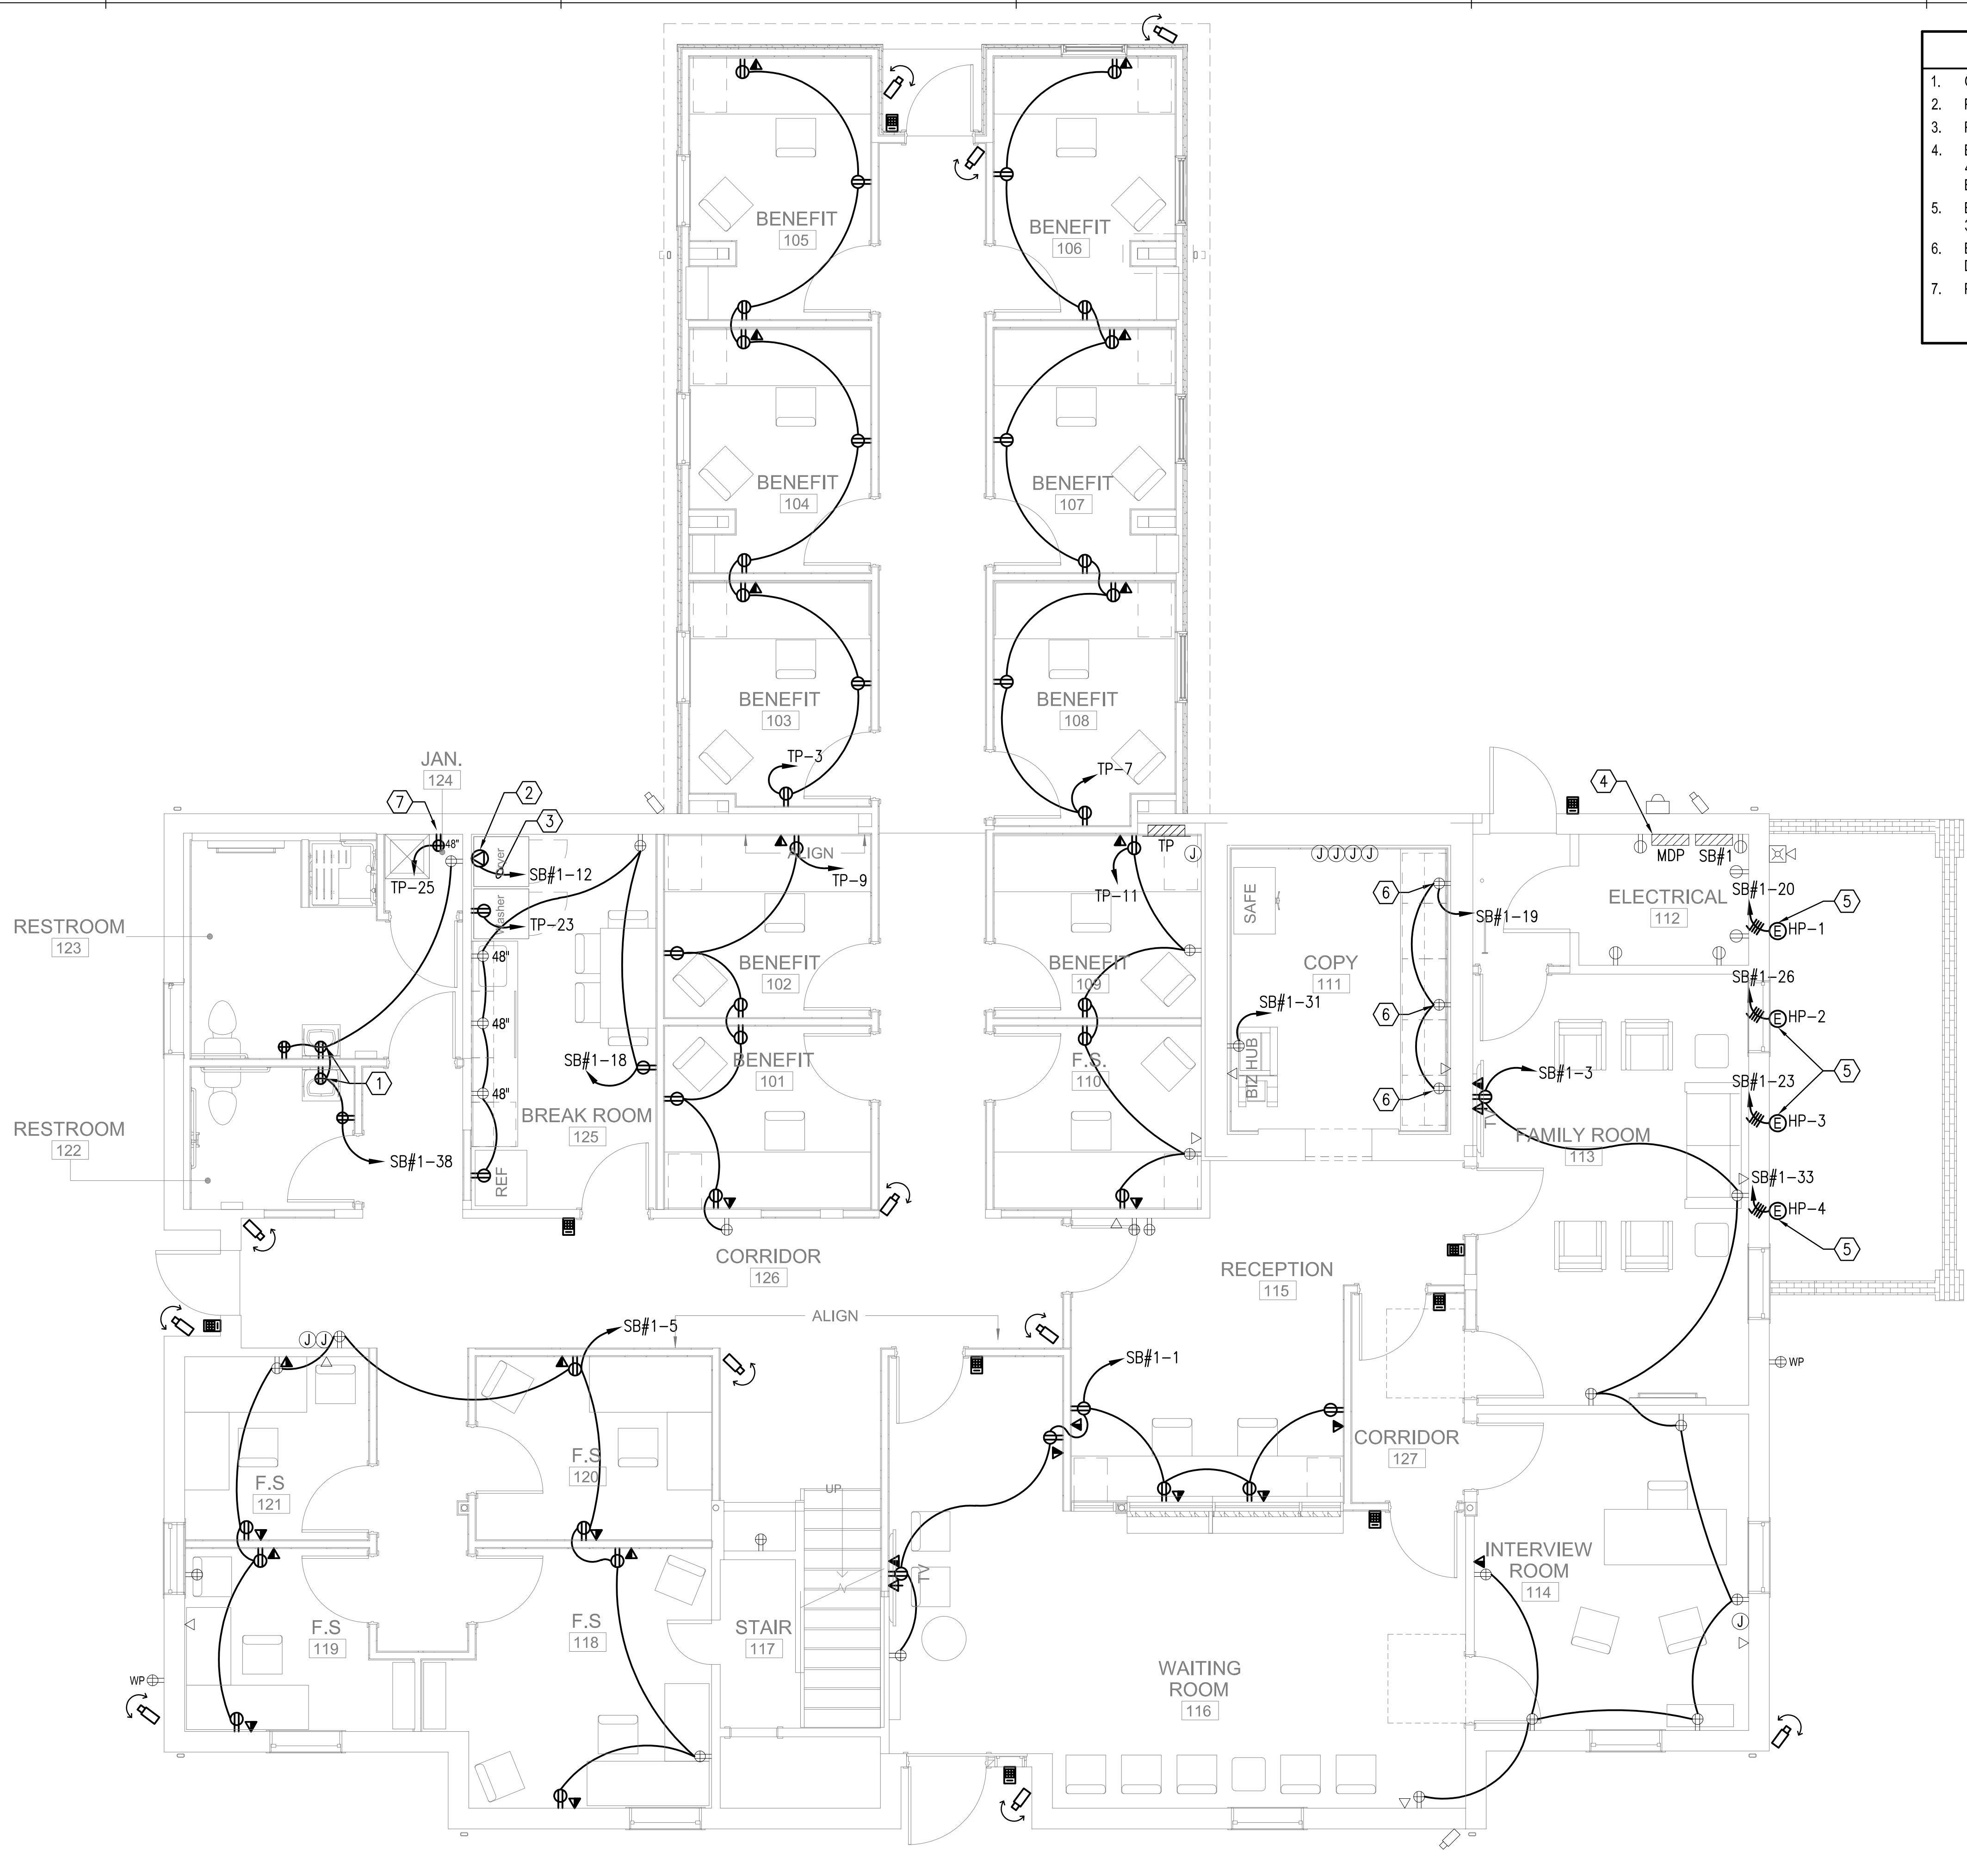 1.
2.
3.
4.
5.
6.
7.
BENEFIT
105
BENEFIT
106
BENEFIT
104
BENEFIT
107
BENEFIT
103
BENEFIT
108
TP-3
TP-7
JAN.
124
7
2
3
4
48"
Dryer
SB#1-12
TP-25
ALIGN
TP-9
TP
J
TP-11
J J J J
MDP
SB#1
SAFE
6
SB#1-19
ELECTRICAL
112
SB#1-20
5
E HP-1
RESTROOM
123
Washer
TP-23
48"
BENEFIT
102
BENEFIT
109
COPY
111
6
SB#1-26
E HP-2
48"
SB#1-31
SB#1-18
BENEFIT
101
F.S.
110
BIZ HUB
SB#1-3
5
SB#1-23
E HP-3
1
48"
6
TV
RESTROOM
122
BREAK ROOM
125
FAMILY ROOM
113
SB#1-38
REF
SB#1-33
E HP-4
5
CORRIDOR
126
RECEPTION
115
ALIGN
SB#1-5
J J
SB#1-1
WP
F.S
121
F.S
120
UP
CORRIDOR
127
INTERVIEW
ROOM
114
TV
F.S
119
F.S
118
STAIR
117
J
WP
WAITING
ROOM
116